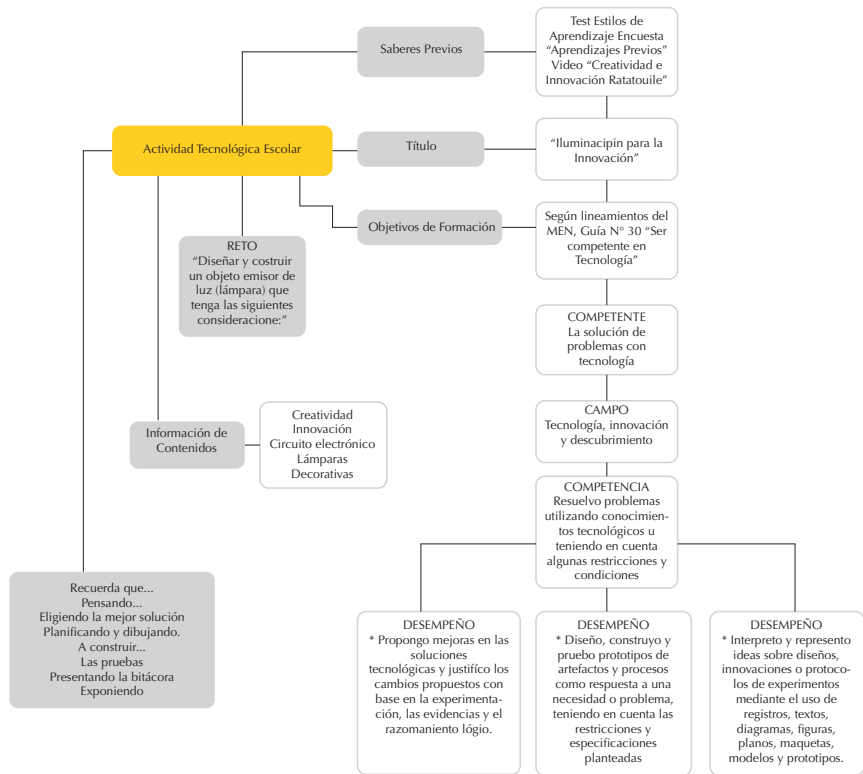 Saberes Previos
Test Estilos de
Aprendizaje Encuesta
“Aprendizajes Previos”
Video “Creatividad e
Innovación Ratatouile”
Actividad Tecnológica Escolar
Título
“Iluminacipin para la
Innovación”
Objetivos de Formación
Según lineamientos del
MEN, Guía N° 30 “Ser
competente en
Tecnología”
RETO
“Diseñar y costruir
un objeto emisor de
luz (lámpara) que
tenga las siguientes
consideracione:”
COMPETENTE
La solución de
problemas con
tecnología
Información de
Contenidos
Creatividad
Innovación
Circuito electrónico
Lámparas
Decorativas
CAMPO
Tecnología, innovación
y descubrimiento
COMPETENCIA
Resuelvo problemas
utilizando conocimien-
tos tecnológicos u
teniendo en cuenta
algunas restricciones y
condiciones
Recuerda que...
Pensando...
Eligiendo la mejor solución
Planificando y dibujando.
A construir...
Las pruebas
Presentando la bitácora
Exponiendo
DESEMPEÑO
* Propongo mejoras en las
soluciones
tecnológicas y justifíco los
cambios propuestos con
base en la experimenta-
ción, las evidencias y el
razomaniento lógio.
DESEMPEÑO
* Diseño, construyo y
pruebo prototipos de
artefactos y procesos
como respuesta a una
necesidad o problema,
teniendo en cuenta las
restricciones y
especificaciones
planteadas
DESEMPEÑO
* Interpreto y represento
ideas sobre diseños,
innovaciones o protoco-
los de experimentos
mediante el uso de
registros, textos,
diagramas, figuras,
planos, maquetas,
modelos y prototipos.